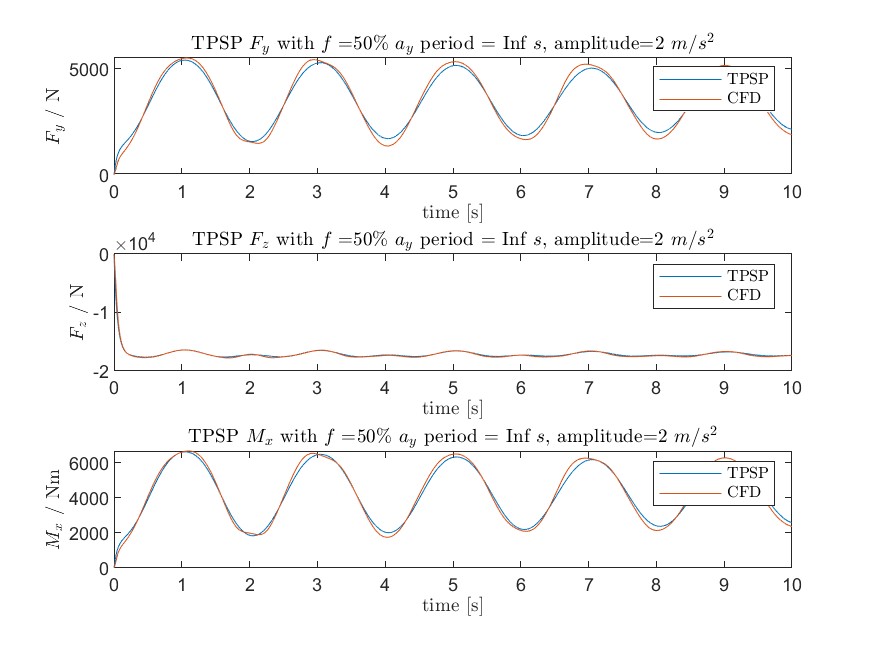 TPSP F_y with f =50% a_y period = Inf s, amplitude=2 m/s^2
5000
0
F_y / N
TPSP
CFD
0 1 2 3 4 5 6 7 8 9 10
time [s]
TPSP F_z with f =50% a_y period = Inf s, amplitude=2 m/s^2
×10^4
0
-1
-2
F_z / N
TPSP
CFD
0 1 2 3 4 5 6 7 8 9 10
time [s]
TPSP M_x with f =50% a_y period = Inf s, amplitude=2 m/s^2
6000
4000
2000
0
M_x / Nm
TPSP
CFD
0 1 2 3 4 5 6 7 8 9 10
time [s]